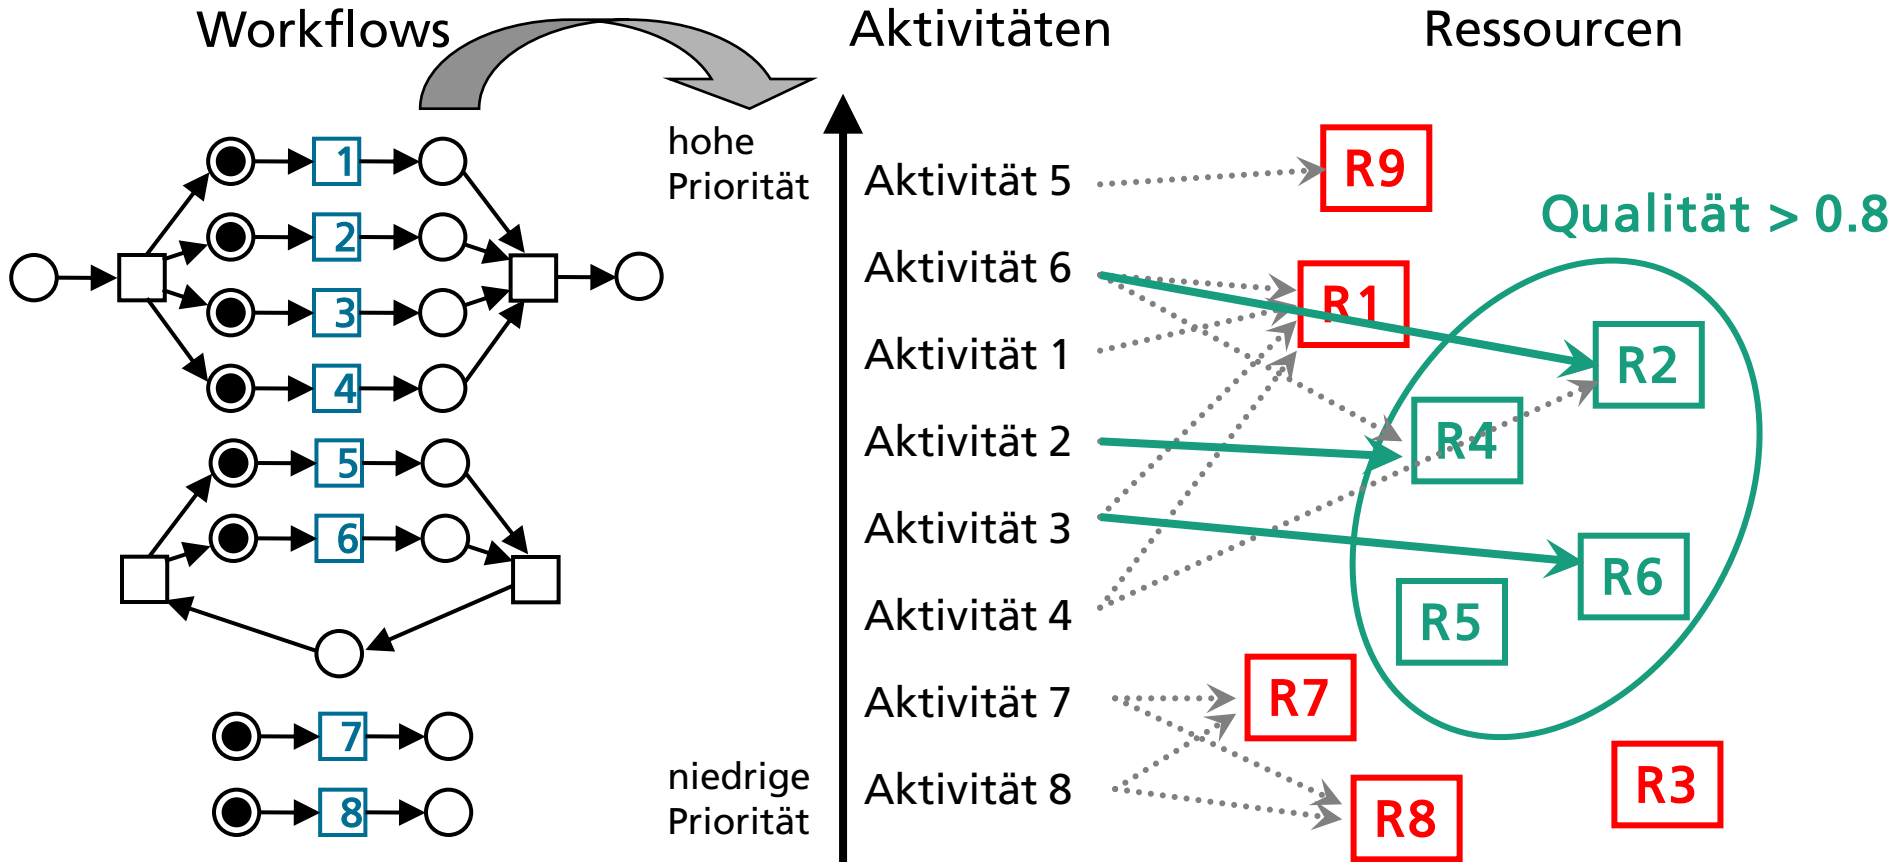 Workflows
Aktivitäten
Ressourcen
hohe
Priorität
niedrige
Priorität
1
2
3
4
5
6
7
8
Aktivität 5
Aktivität 6
Aktivität 1
Aktivität 2
Aktivität 3
Aktivität 4
Aktivität 7
Aktivität 8
Qualität > 0.8
R9
R1
R2
R4
R6
R5
R7
R3
R8